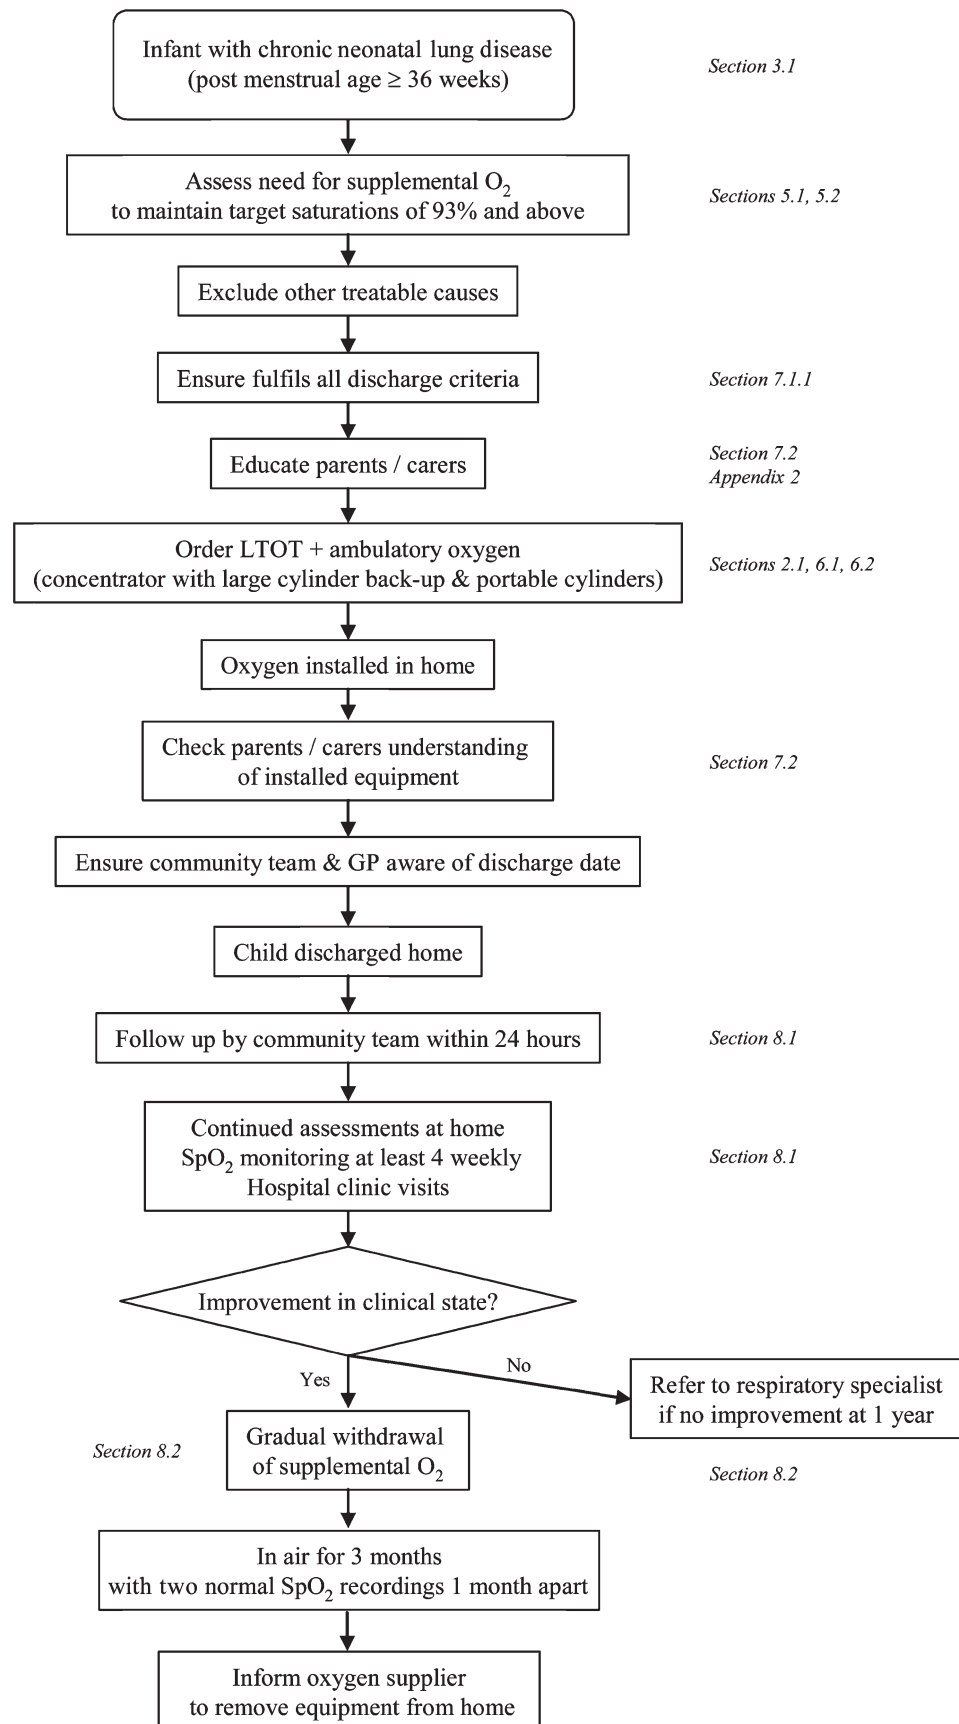 Infant with chronic neonatal lung disease
(post menstrual age ≥ 36 weeks)
Section 3.1
Assess need for supplemental O₂
to maintain target saturations of 93% and above
Sections 5.1, 5.2
Exclude other treatable causes
Ensure fulfils all discharge criteria
Section 7.1.1
Educate parents / carers
Section 7.2
Appendix 2
Order LTOT + ambulatory oxygen
(concentrator with large cylinder back-up & portable cylinders)
Sections 2.1, 6.1, 6.2
Oxygen installed in home
Check parents / carers understanding
of installed equipment
Section 7.2
Ensure community team & GP aware of discharge date
Child discharged home
Follow up by community team within 24 hours
Section 8.1
Continued assessments at home
SpO₂ monitoring at least 4 weekly
Hospital clinic visits
Section 8.1
Improvement in clinical state?
No
Yes
Refer to respiratory specialist
if no improvement at 1 year
Section 8.2
Gradual withdrawal
of supplemental O₂
Section 8.2
In air for 3 months
with two normal SpO₂ recordings 1 month apart
Inform oxygen supplier
to remove equipment from home